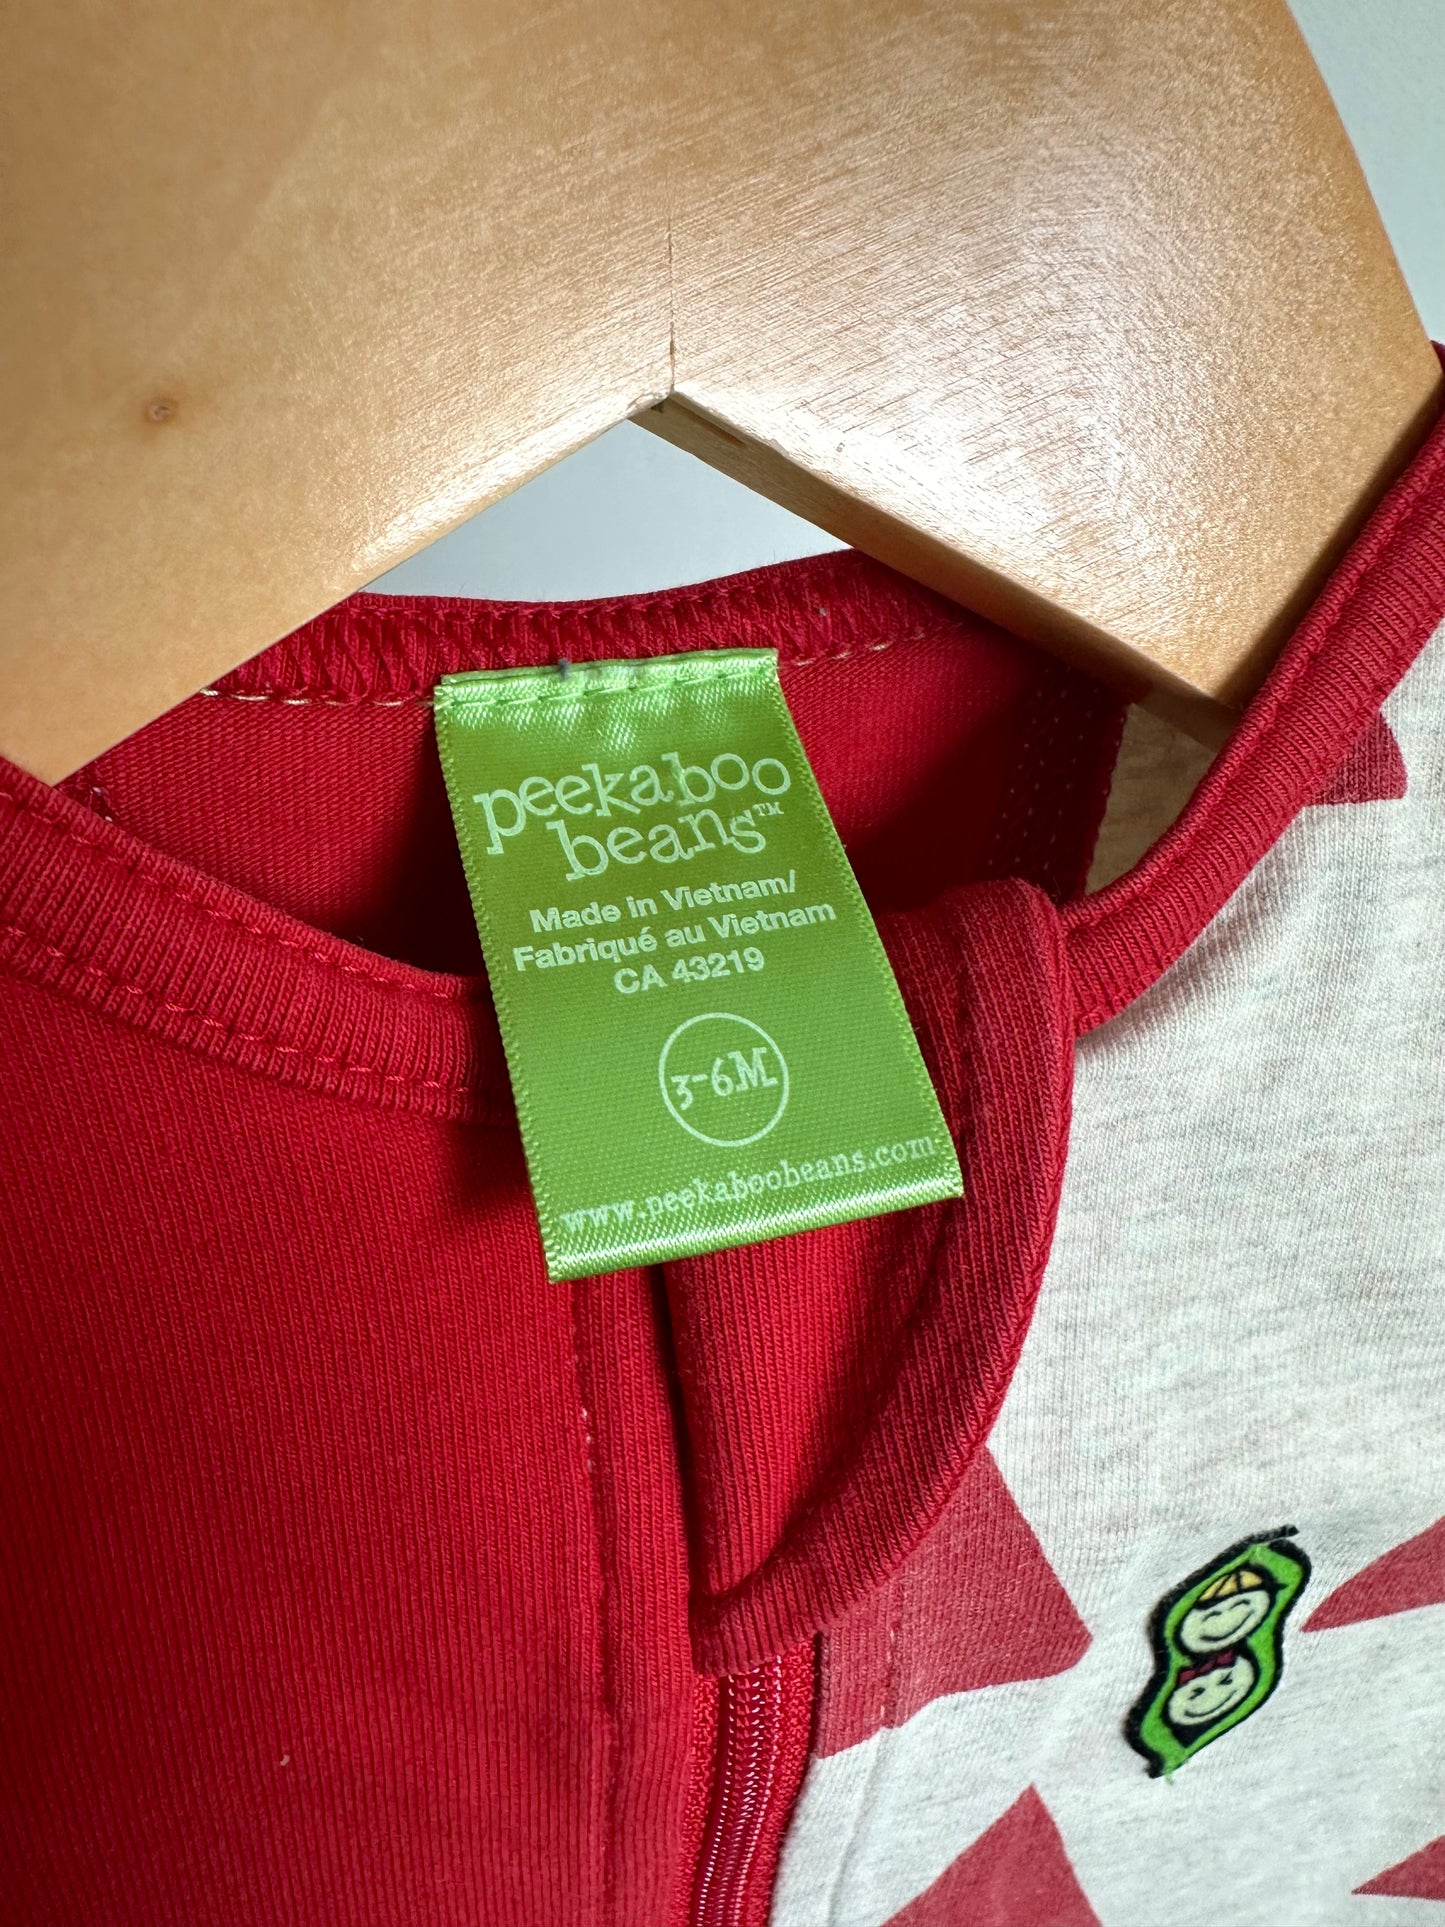 peekaboo
beans™
Made in Vietnam/
Fabriqué au Vietnam
CA 43219
3-6M
www.peekaboobeans.com